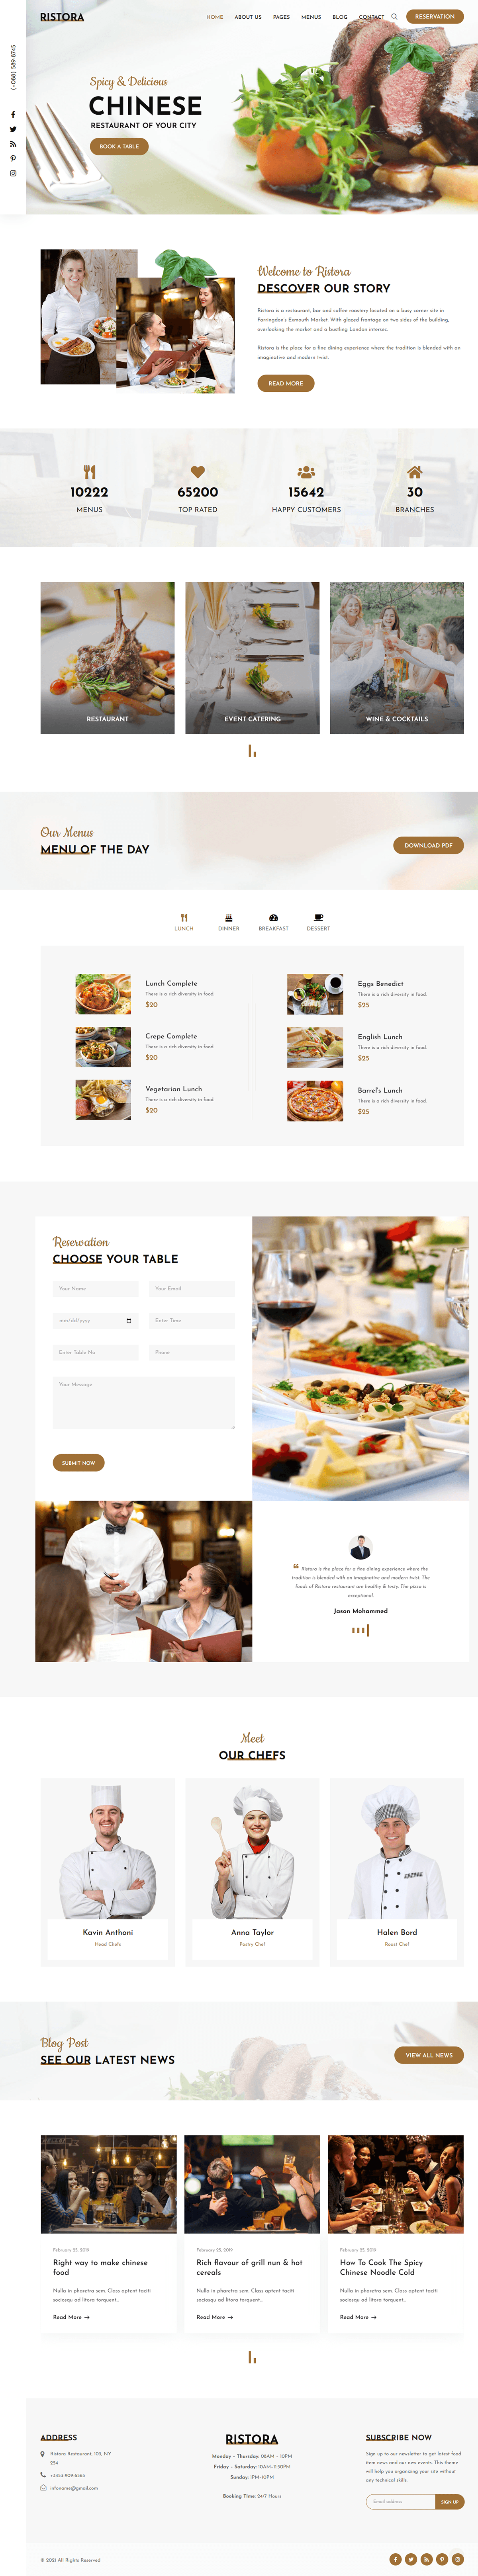 RISTORA
HOME ABOUT US PAGES MENUS BLOG CONTACT RESERVATION
(+088) 589-8745
Spicy & Delicious
CHINESE
RESTAURANT OF YOUR CITY
BOOK A TABLE
Welcome to Ristora
DESCOVER OUR STORY
Ristora is a restaurant, bar and coffee roastery located on a busy corner site in
Farringdon's Exmouth Market. With glazed frontage on two sides of the building,
overlooking the market and a bustling London inteiseo.
Ristora is the place for a fine dining experience where the tradition is blended with an
imaginative and modern twist.
READ MORE
10222 65200 15642 30
MENUS TOP RATED HAPPY CUSTOMERS BRANCHES
RESTAURANT EVENT CATERING WINE & COCKTAILS
Our Menus
MENU OF THE DAY
DOWNLOAD PDF
LUNCH DINNER BREAKFAST DESSERT
Lunch Complete
There is a rich diversity in food.
$20
Crepe Complete
There is a rich diversity in food.
$20
Vegetarian Lunch
There is a rich diversity in food.
$20
Eggs Benedict
There is a rich diversity in food.
$25
English Lunch
There is a rich diversity in food.
$25
Barrel's Lunch
There is a rich diversity in food.
$25
Reservation
CHOOSE YOUR TABLE
Your Name Your Email
mm/dd/yyyy Enter Time
Enter Table No. Phone
Your Message
SUBMIT NOW
“ Ristora is the place for a fine dining experience where the
tradition is blended with an imaginative and modern twist. The
foods of Ristora restaurant are healthy & testy. The pizza is
exceptional.
Jason Mohammed
Meet
OUR CHEFS
Kavin Anthoni
Head Chefs
Anna Taylor
Pastry Chef
Halen Bord
Roast Chef
Blog Post
SEE OUR LATEST NEWS
VIEW ALL NEWS
February 25, 2019
Right way to make chinese
food
Nulla in pharetra sem. Class aptent taciti
sociosqu ad litora torquent...
Read More →
February 25, 2019
Rich flavour of grill nun & hot
cereals
Nulla in pharetra sem. Class aptent taciti
sociosqu ad litora torquent...
Read More →
February 25, 2019
How To Cook The Spicy
Chinese Noodle Cold
Nulla in pharetra sem. Class aptent taciti
sociosqu ad litora torquent...
Read More →
ADDRESS
Ristora Restaurant, 103, NY
254
+3453-909-6565
infoname@gmail.com
RISTORA
Monday – Thursday: 08AM – 10PM
Friday – Saturday: 10AM–11:30PM
Sunday: 1PM–10PM
Booking Time: 24/7 Hours
SUBSCRIBE NOW
Sign up to our newsletter to get latest food
item news and our new events. This theme
will help you organising your site without
any technical skills.
Email address SIGN UP
© 2021 All Rights Reserved